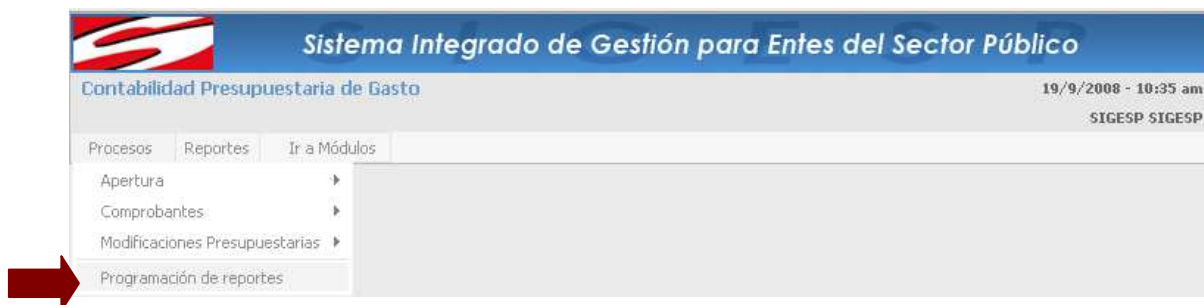 S I G E S P
Sistema Integrado de Gestión para Entes del Sector Público
Contabilidad Presupuestaria de Gasto
19/9/2008 - 10:35 am
SIGESP SIGESP
Procesos Reportes Ir a Módulos
Apertura
Comprobantes
Modificaciones Presupuestarias
Programación de reportes